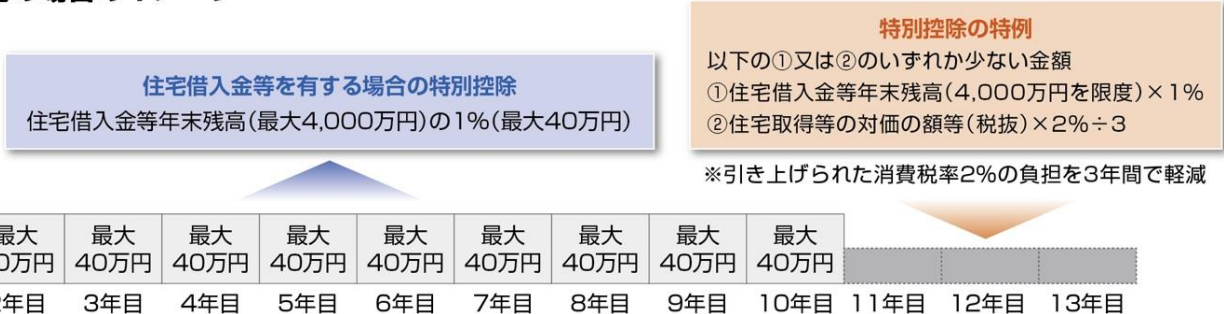 特別控除の特例
以下の①又は②のいずれか少ない金額
①住宅借入金等年末残高(4,000万円を限度)×1%
②住宅取得等の対価の額等(税抜)×2%÷3
住宅借入金等を有する場合の特別控除
住宅借入金等年末残高(最大4,000万円)の1%(最大40万円)
※引き上げられた消費税率2%の負担を3年間で軽減
最大 最大 最大 最大 最大 最大 最大 最大 最大
0万円 40万円 40万円 40万円 40万円 40万円 40万円 40万円 40万円
年目 3年目 4年目 5年目 6年目 7年目 8年目 9年目 10年目 11年目 12年目 13年目